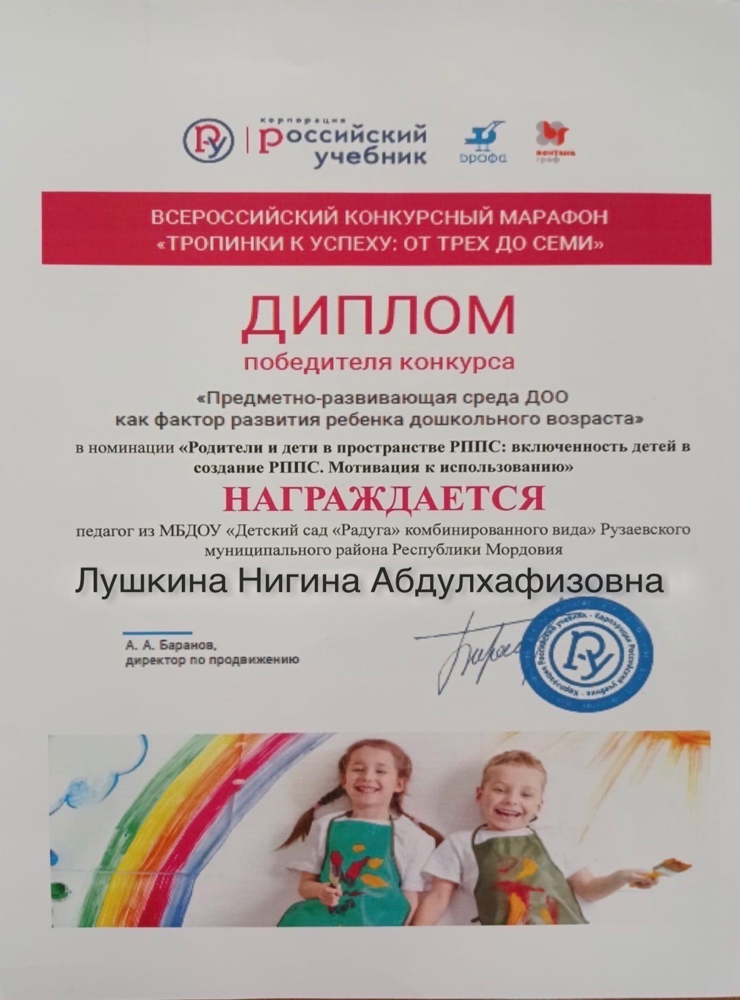 корпорация
российский
учебник
дрофа
вентана
граф
ВСЕРОССИЙСКИЙ КОНКУРСНЫЙ МАРАФОН
«ТРОПИНКИ К УСПЕХУ: ОТ ТРЕХ ДО СЕМИ»
ДИПЛОМ
победителя конкурса
«Предметно-развивающая среда ДОО
как фактор развития ребенка дошкольного возраста»
в номинации «Родители и дети в пространстве РППС: включенность детей в
создание РППС. Мотивация к использованию»
НАГРАЖДАЕТСЯ
педагог из МБДОУ «Детский сад «Радуга» комбинированного вида» Рузаевского
муниципального района Республики Мордовия
Лушкина Нигина Абдулхафизовна
А. А. Баранов,
директор по продвижению
Корпорация Российский учебник